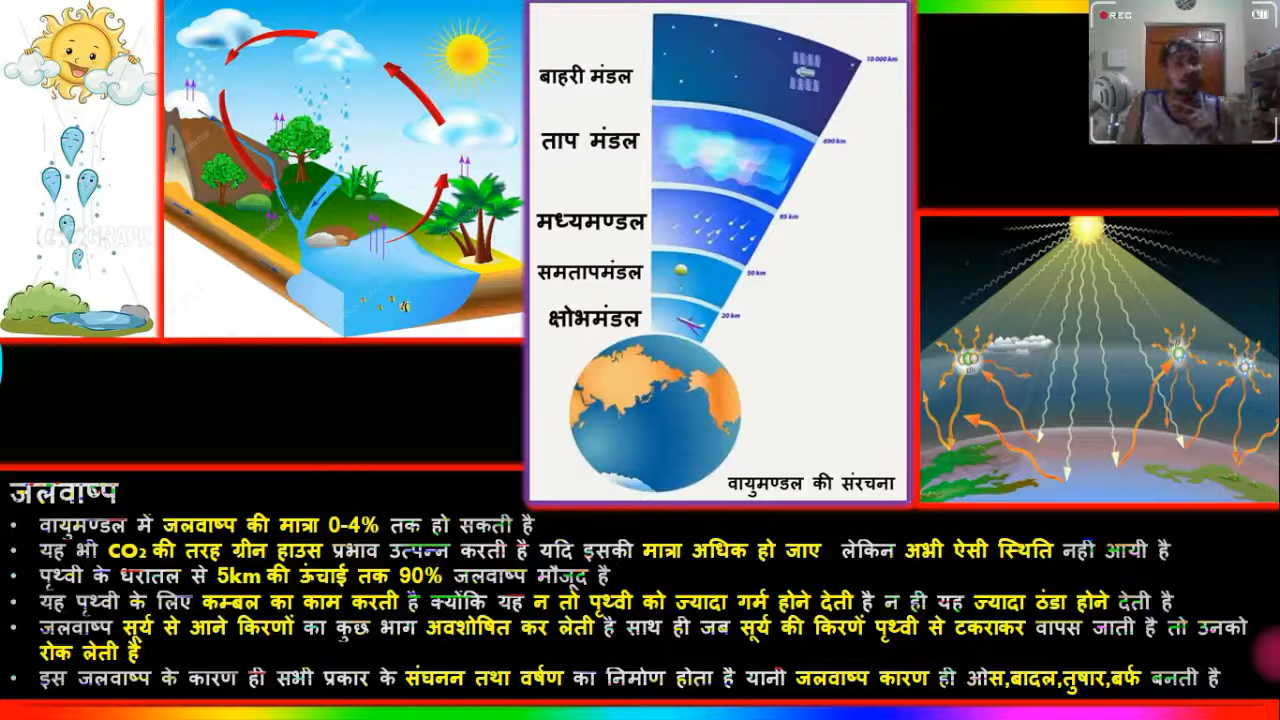 REC
बाहरी मंडल
10 000 km
ताप मंडल
690 km
मध्यमण्डल
85 km
समतापमंडल
50 km
क्षोभमंडल
20 km
वायुमण्डल की संरचना
जलवाष्प
• वायुमण्डल में जलवाष्प की मात्रा 0-4% तक हो सकती है
• यह भी CO₂ की तरह ग्रीन हाउस प्रभाव उत्पन्न करती है यदि इसकी मात्रा अधिक हो जाए लेकिन अभी ऐसी स्थिति नही आयी है
• पृथ्वी के धरातल से 5km की ऊंचाई तक 90% जलवाष्प मौजूद है
• यह पृथ्वी के लिए कम्बल का काम करती है क्योंकि यह न तो पृथ्वी को ज्यादा गर्म होने देती है न ही यह ज्यादा ठंडा होने देती है
• जलवाष्प सूर्य से आने किरणों का कुछ भाग अवशोषित कर लेती है साथ ही जब सूर्य की किरणें पृथ्वी से टकराकर वापस जाती है तो उनको
रोक लेती हैं
• इस जलवाष्प के कारण ही सभी प्रकार के संघनन तथा वर्षण का निर्माण होता है यानी जलवाष्प कारण ही ओस,बादल,तुषार,बर्फ बनती है